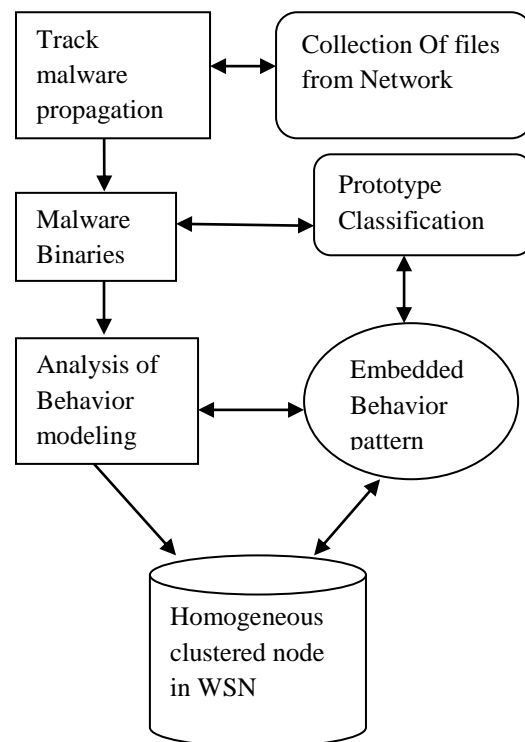 Track
malware
propagation
Collection Of files
from Network
Malware
Binaries
Prototype
Classification
Analysis of
Behavior
modeling
Embedded
Behavior
pattern
Homogeneous
clustered node
in WSN